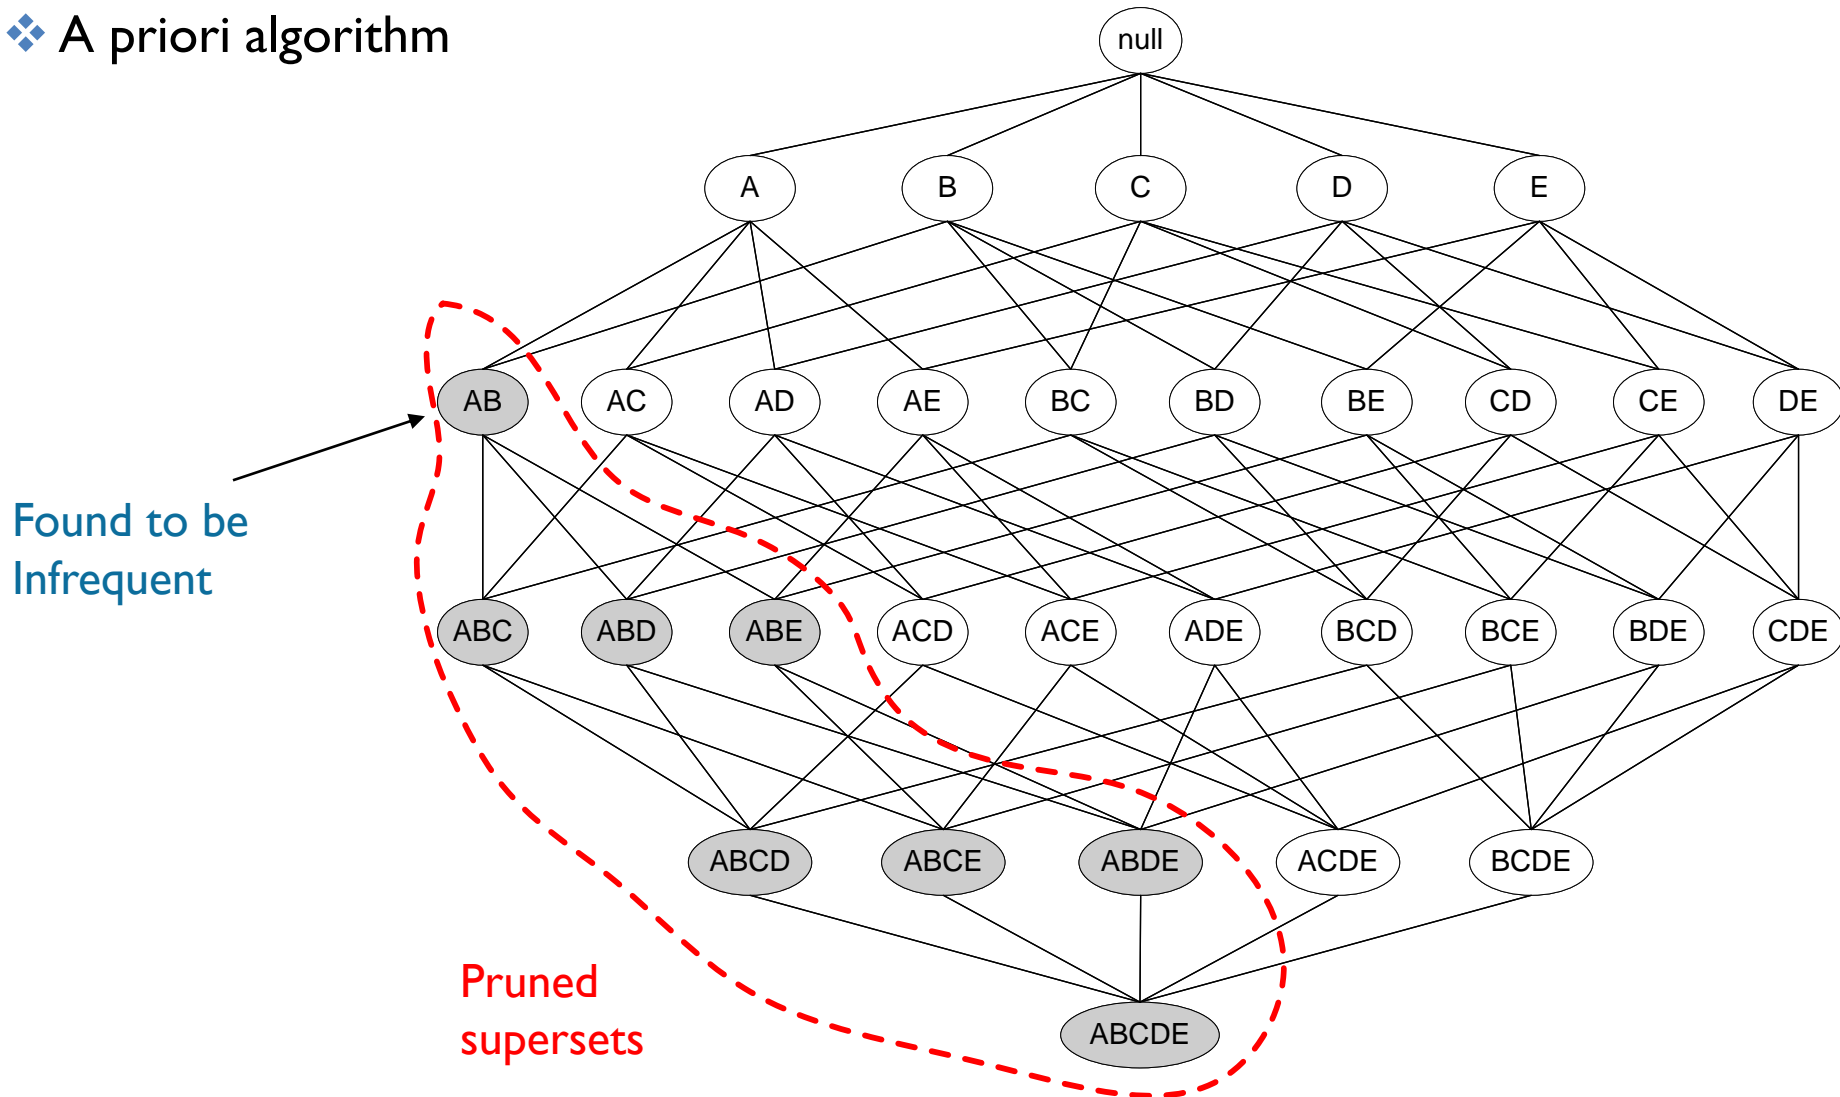 A priori algorithm
null
A B C D E
AB AC AD AE BC BD BE CD CE DE
Found to be
Infrequent
ABC ABD ABE ACD ACE ADE BCD BCE BDE CDE
ABCD ABCE ABDE ACDE BCDE
Pruned
supersets
ABCDE